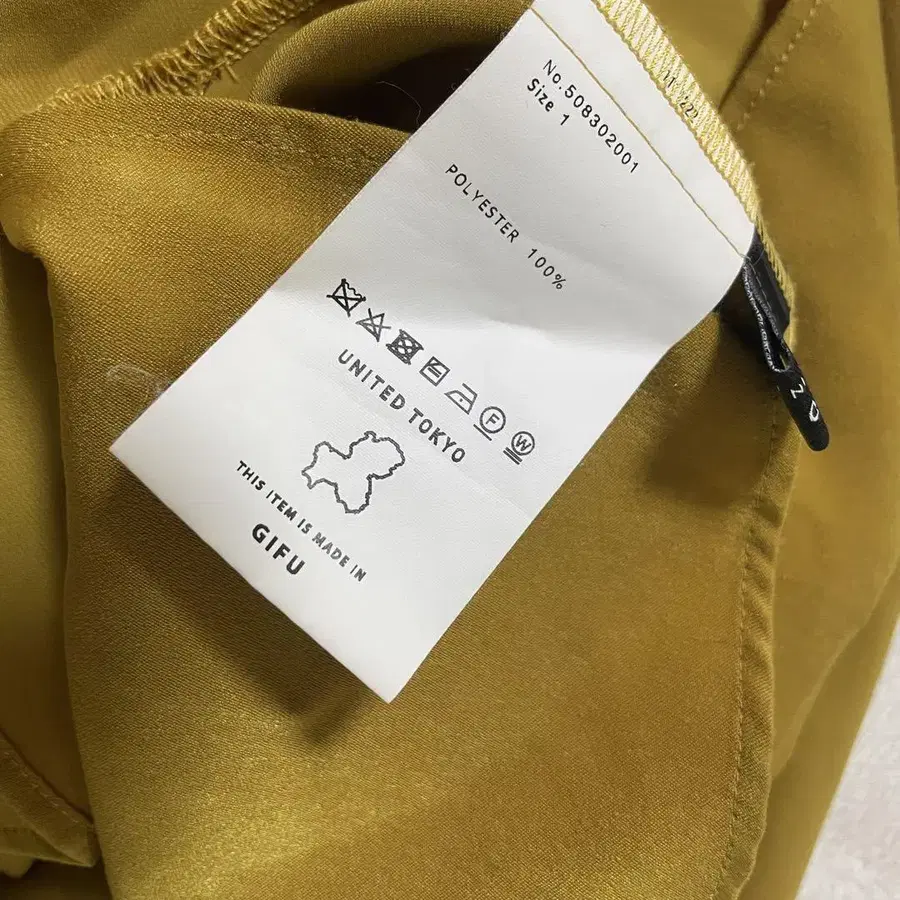 No.508302001
Size 1
POLYESTER 100%
F
W
UNITED TOKYO
THIS ITEM IS MADE IN
GIFU